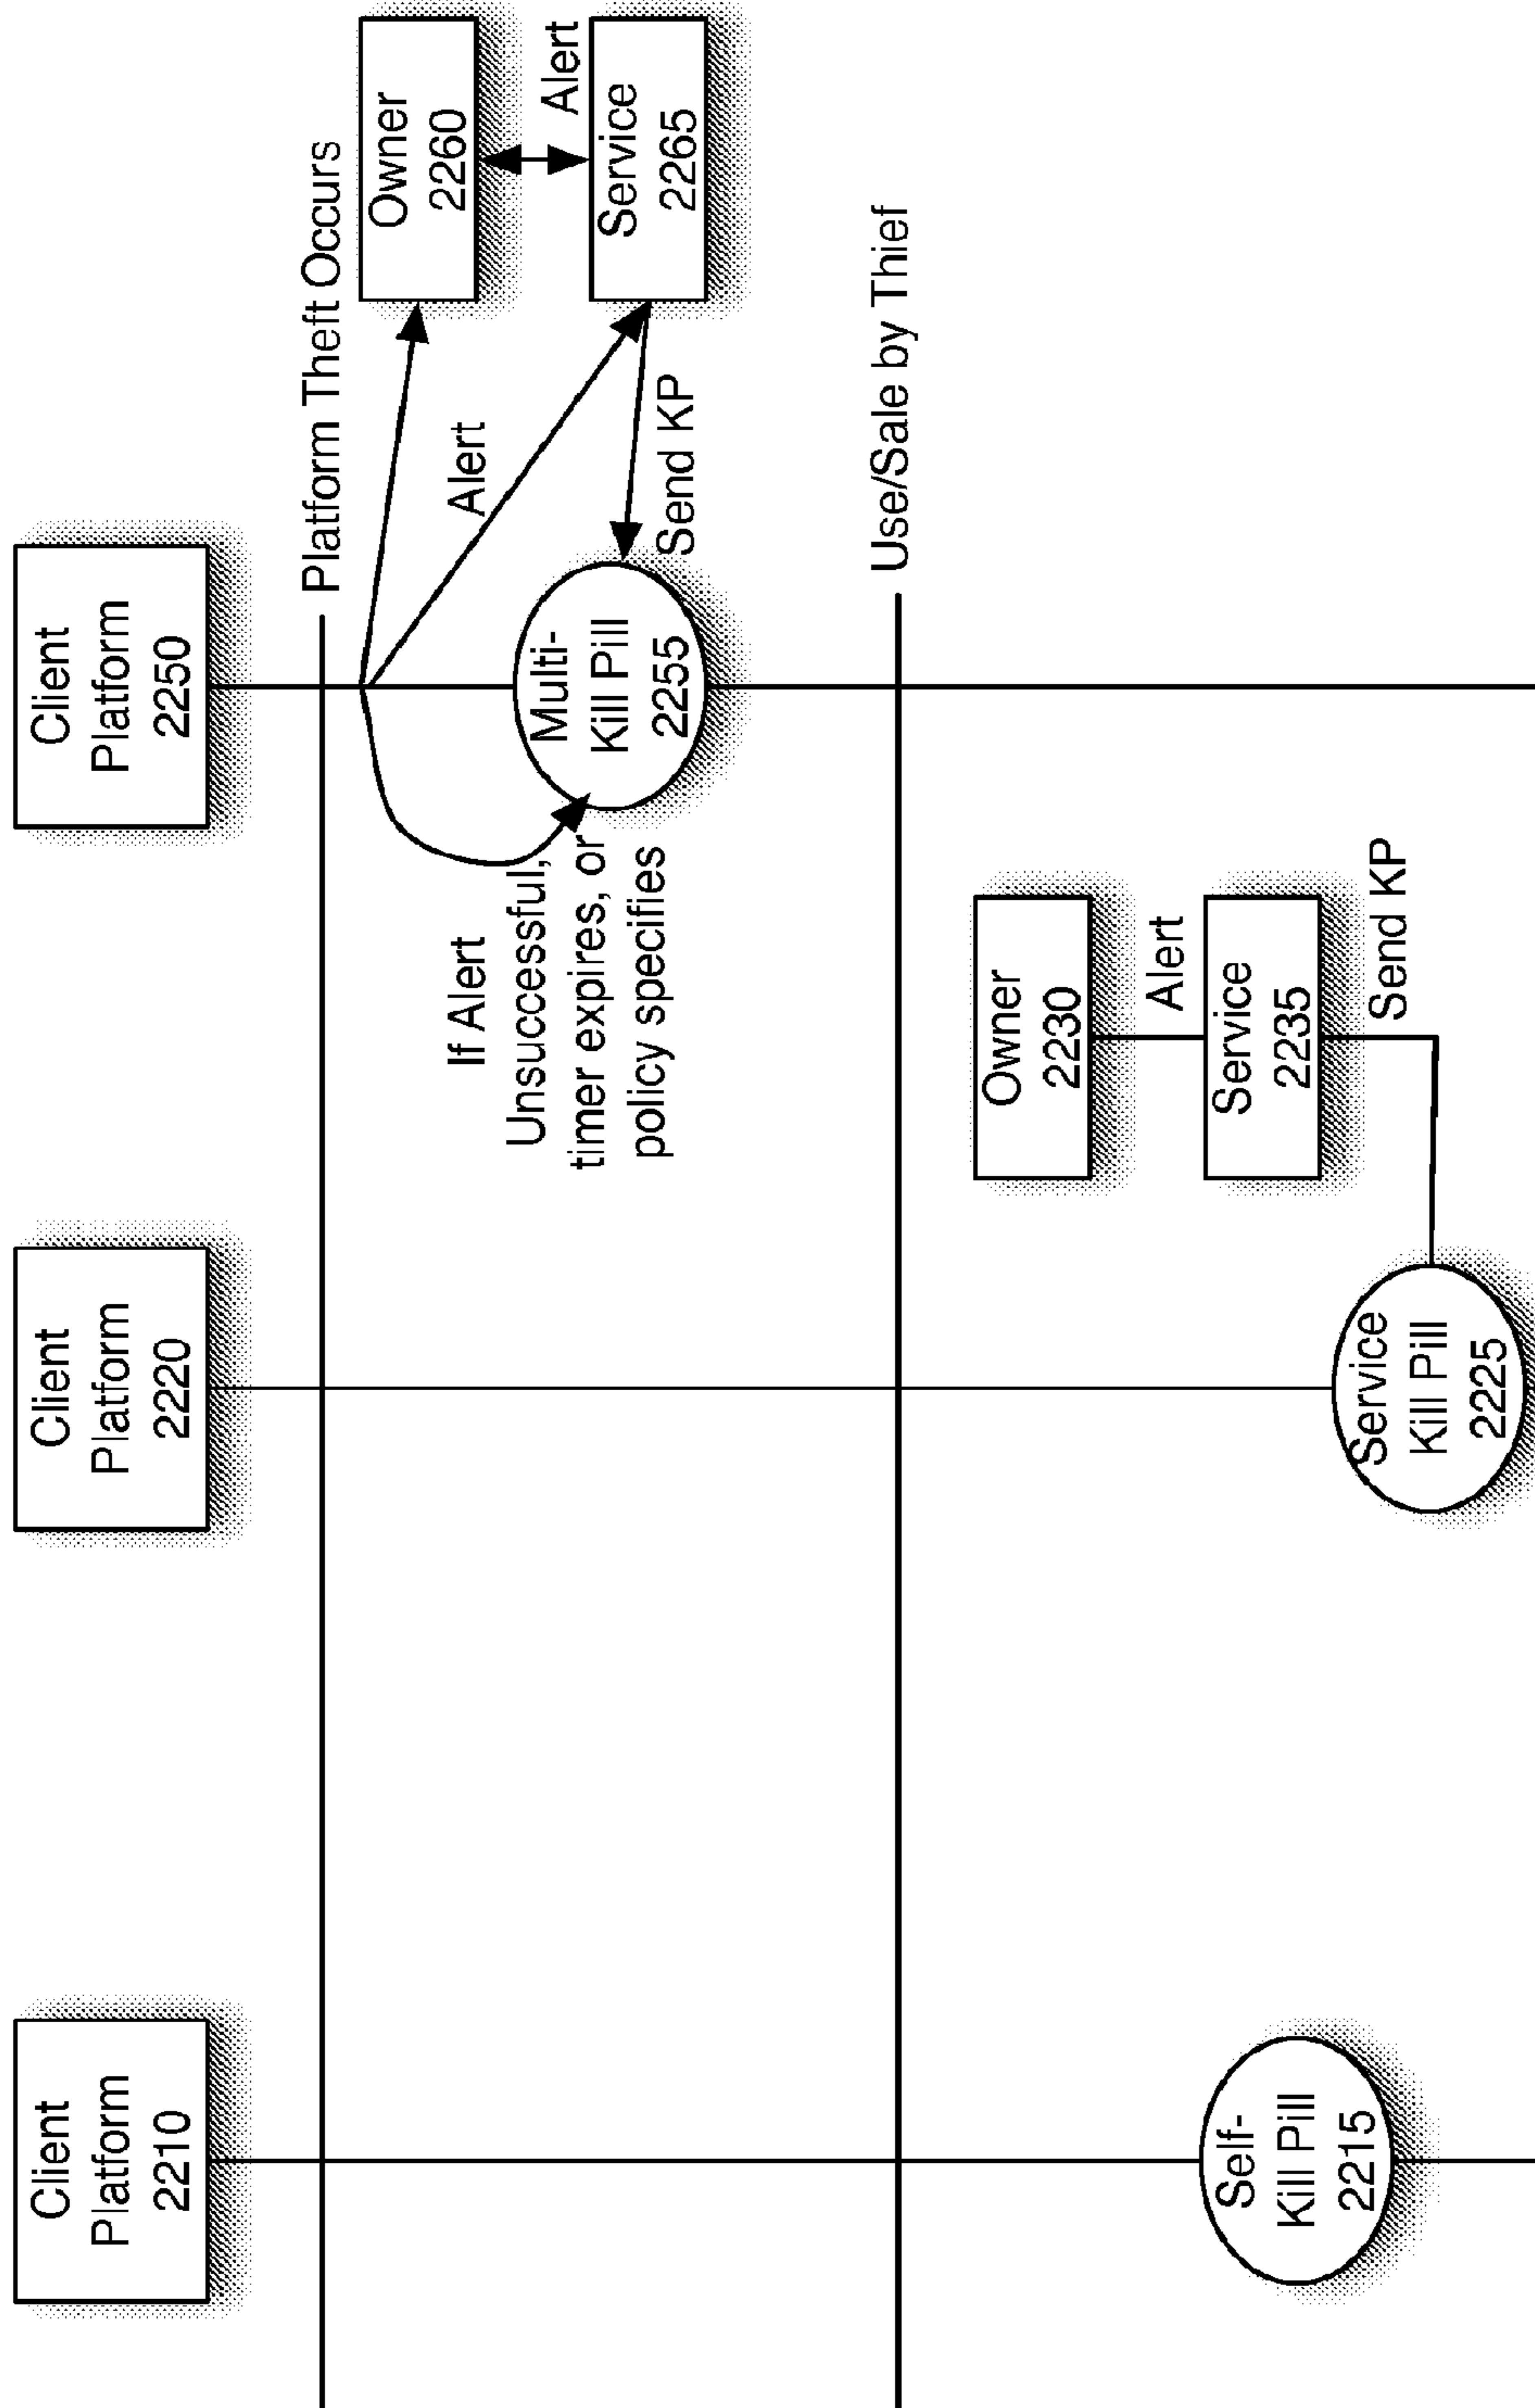 Client
Platform
2210
Client
Platform
2220
Client
Platform
2250
Platform Theft Occurs
Owner
2260
Alert
Service
2265
Alert
Send KP
If Alert
Unsuccessful,
timer expires, or
policy specifies
Multi-
Kill Pill
2255
Use/Sale by Thief
Owner
2230
Alert
Service
2235
Send KP
Self-
Kill Pill
2215
Service
Kill Pill
2225